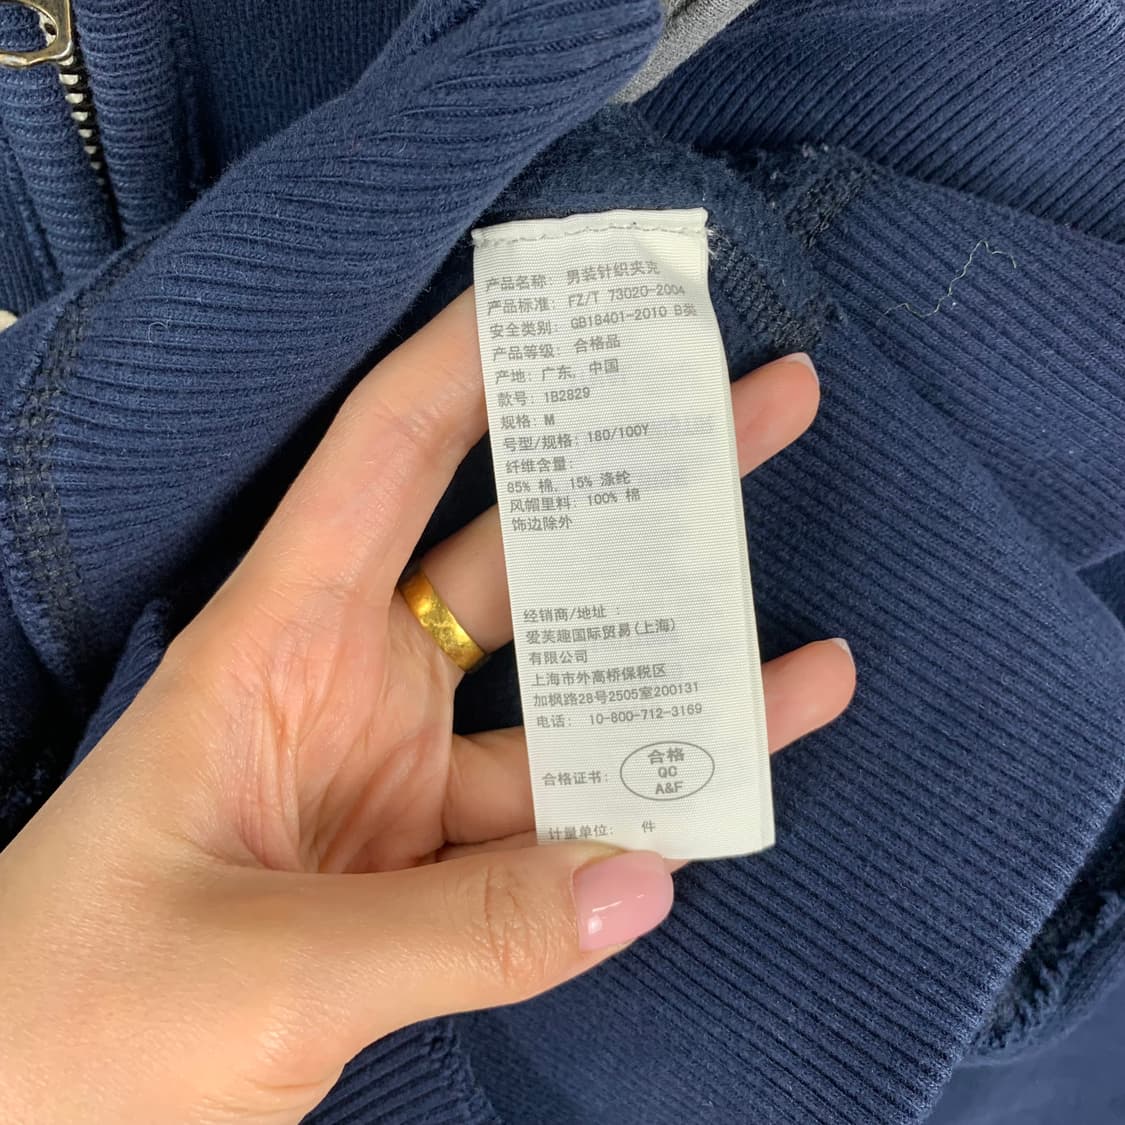 产品名称: 男装针织夹克
产品标准: FZ/T 73020-2004
安全类别: GB18401-2010 B类
产品等级: 合格品
产地: 广东, 中国
款号: 1B2829
规格: M
号型/规格: 180/100Y
纤维含量:
85% 棉, 15% 涤纶
风帽里料: 100% 棉
饰边除外
经销商/地址 :
爱芙趣国际贸易(上海)
有限公司
上海市外高桥保税区
加枫路28号2505室200131
电话: 10-800-712-3169
合格证书:
合格
QC
A&F
计量单位: 件